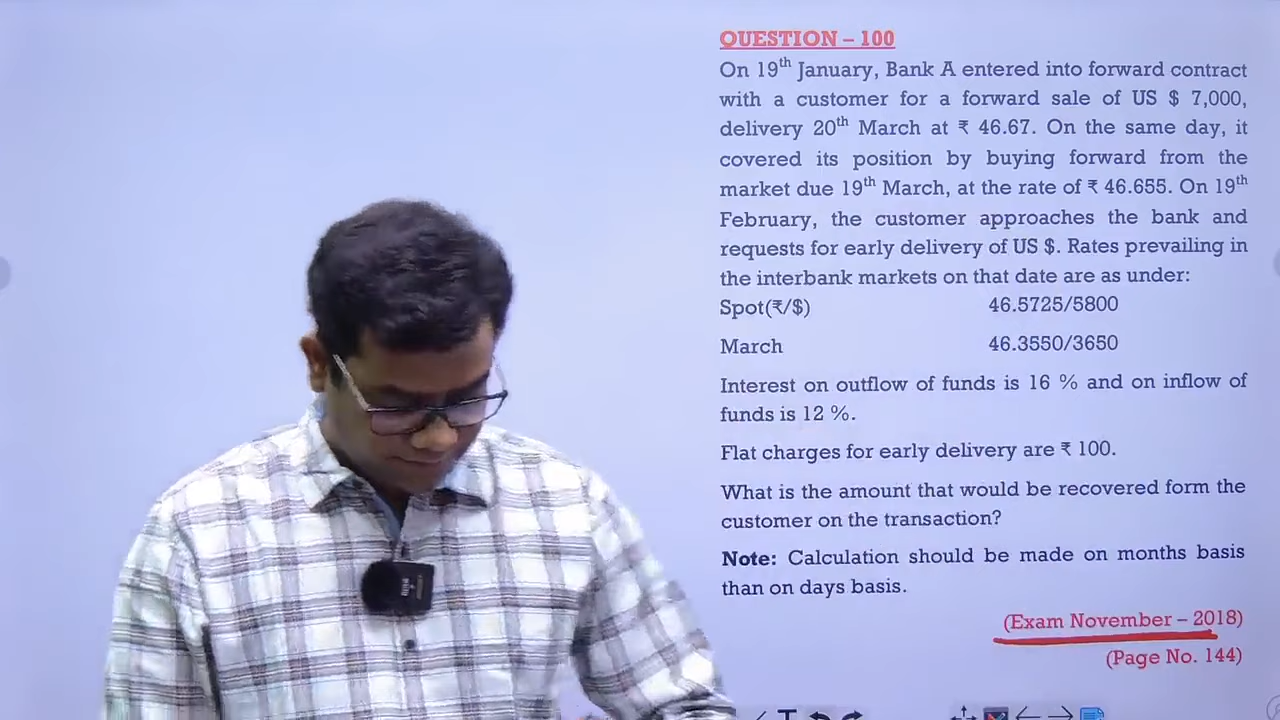 QUESTION – 100
On 19th January, Bank A entered into forward contract
with a customer for a forward sale of US $ 7,000,
delivery 20th March at ₹ 46.67. On the same day, it
covered its position by buying forward from the
market due 19th March, at the rate of ₹ 46.655. On 19th
February, the customer approaches the bank and
requests for early delivery of US $. Rates prevailing in
the interbank markets on that date are as under:
Spot(₹/$) 46.5725/5800
March 46.3550/3650
Interest on outflow of funds is 16 % and on inflow of
funds is 12 %.
Flat charges for early delivery are ₹ 100.
What is the amount that would be recovered form the
customer on the transaction?
Note: Calculation should be made on months basis
than on days basis.
(Exam November – 2018)
(Page No. 144)